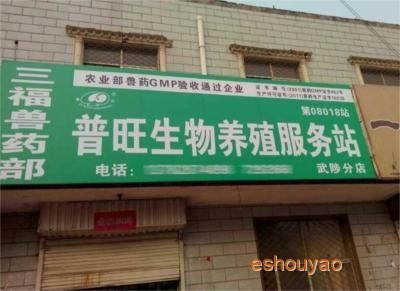 三福兽药部
农业部兽药GMP验收通过企业
第08018站
普旺生物养殖服务站
电话:
武陟分店
eshouyao